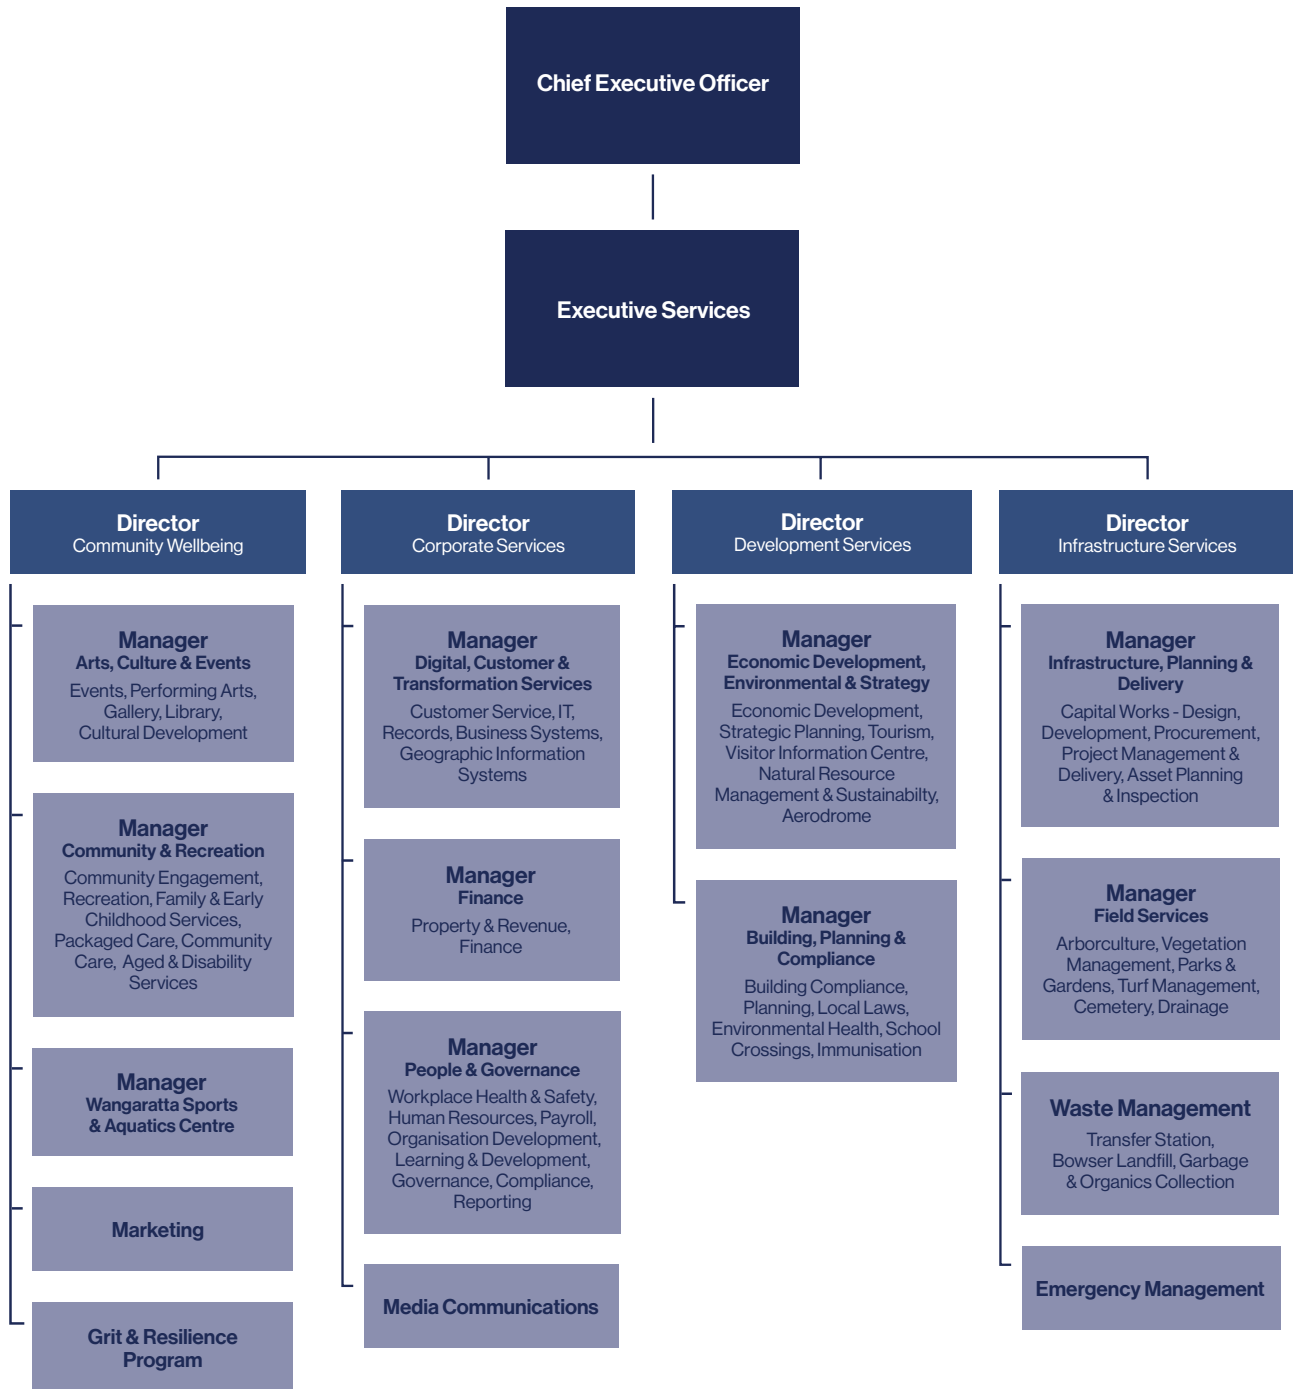 Chief Executive Officer
Executive Services
Director
Community Wellbeing
Manager
Arts, Culture & Events
Events, Performing Arts,
Gallery, Library,
Cultural Development
Manager
Community & Recreation
Community Engagement,
Recreation, Family & Early
Childhood Services,
Packaged Care, Community
Care, Aged & Disability
Services
Manager
Wangaratta Sports
& Aquatics Centre
Marketing
Grit & Resilience
Program
Director
Corporate Services
Manager
Digital, Customer &
Transformation Services
Customer Service, IT,
Records, Business Systems,
Geographic Information
Systems
Manager
Finance
Property & Revenue,
Finance
Manager
People & Governance
Workplace Health & Safety,
Human Resources, Payroll,
Organisation Development,
Learning & Development,
Governance, Compliance,
Reporting
Media Communications
Director
Development Services
Manager
Economic Development,
Environmental & Strategy
Economic Development,
Strategic Planning, Tourism,
Visitor Information Centre,
Natural Resource
Management & Sustainabilty,
Aerodrome
Manager
Building, Planning &
Compliance
Building Compliance,
Planning, Local Laws,
Environmental Health, School
Crossings, Immunisation
Director
Infrastructure Services
Manager
Infrastructure, Planning &
Delivery
Capital Works - Design,
Development, Procurement,
Project Management &
Delivery, Asset Planning
& Inspection
Manager
Field Services
Arborculture, Vegetation
Management, Parks &
Gardens, Turf Management,
Cemetery, Drainage
Waste Management
Transfer Station,
Bowser Landfill, Garbage
& Organics Collection
Emergency Management